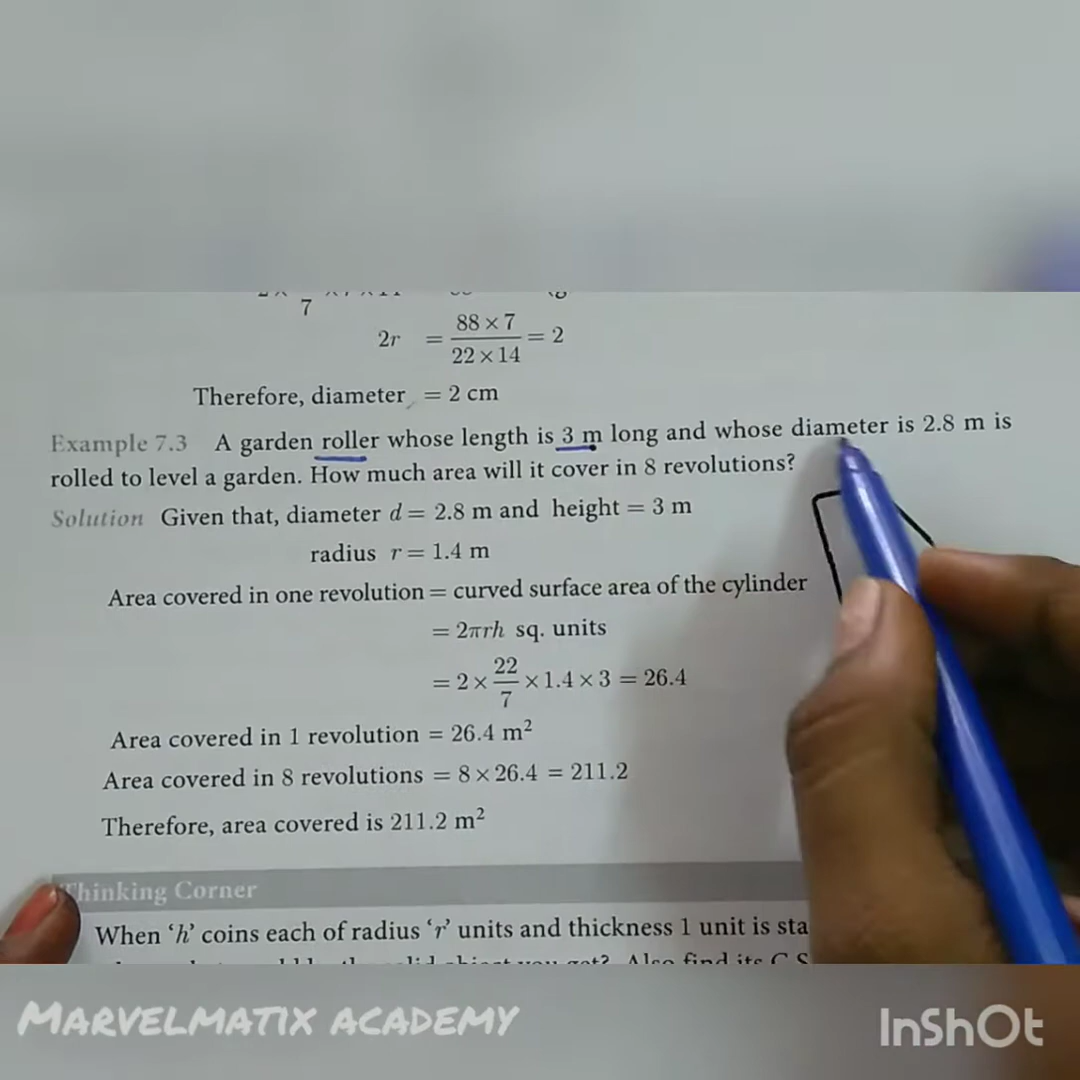 7
2r = 88 × 7 / 22 × 14 = 2
Therefore, diameter = 2 cm
Example 7.3 A garden roller whose length is 3 m long and whose diameter is 2.8 m is
rolled to level a garden. How much area will it cover in 8 revolutions?
Solution Given that, diameter d = 2.8 m and height = 3 m
radius r = 1.4 m
Area covered in one revolution = curved surface area of the cylinder
= 2πrh sq. units
= 2 × 22/7 × 1.4 × 3 = 26.4
Area covered in 1 revolution = 26.4 m²
Area covered in 8 revolutions = 8 × 26.4 = 211.2
Therefore, area covered is 211.2 m²
Thinking Corner
When ‘h’ coins each of radius ‘r’ units and thickness 1 unit is sta
? Also find its C.S
MARVELMATIX ACADEMY
InShOt